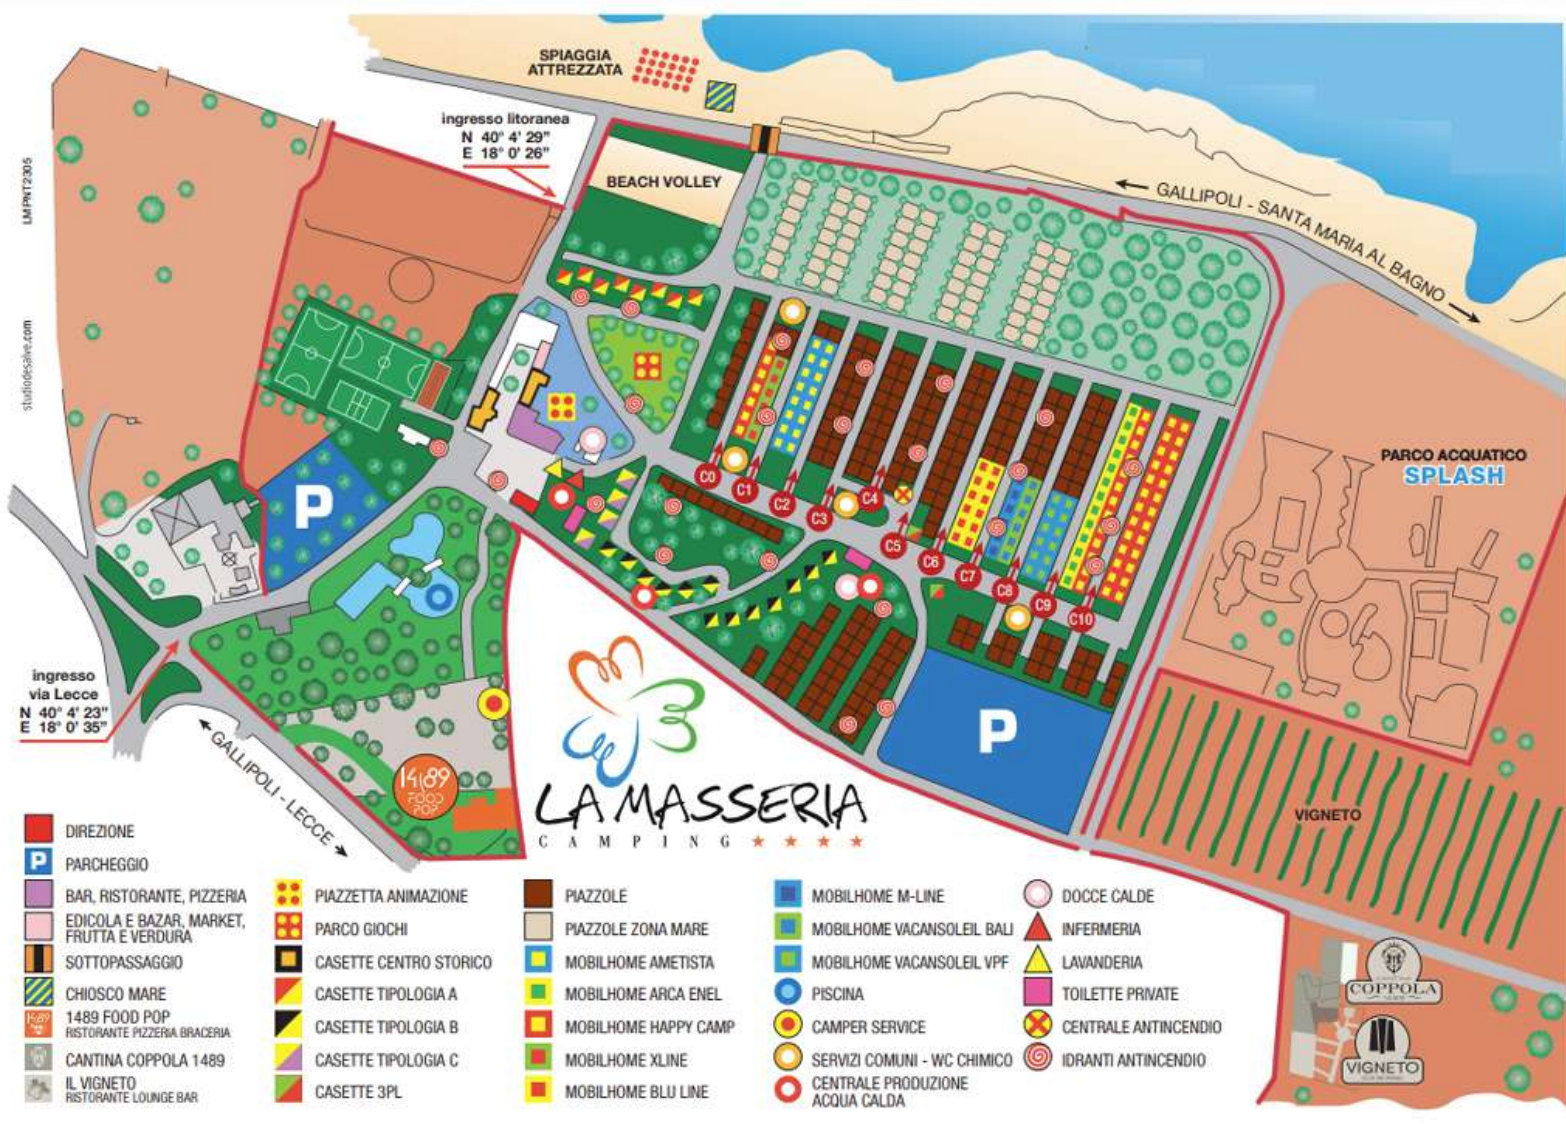 SPIAGGIA
ATTREZZATA
ingresso litoranea
N 40° 4' 29"
E 18° 0' 26"
BEACH VOLLEY
GALLIPOLI - SANTA MARIA AL BAGNO
LMPNT2305
studiodesalve.com
P
PARCO ACQUATICO
SPLASH
C0
C1
C2
C3
C4
C5
C6
C7
C8
C9
C10
ingresso
via Lecce
N 40° 4' 23"
E 18° 0' 35"
GALLIPOLI - LECCE
1489
FOOD
POP
LA MASSERIA
CAMPING
P
VIGNETO
DIREZIONE
P PARCHEGGIO
BAR, RISTORANTE, PIZZERIA
EDICOLA E BAZAR, MARKET,
FRUTTA E VERDURA
SOTTOPASSAGGIO
CHIOSCO MARE
1489 FOOD POP
RISTORANTE PIZZERIA BRACERIA
CANTINA COPPOLA 1489
IL VIGNETO
RISTORANTE LOUNGE BAR
PIAZZETTA ANIMAZIONE
PARCO GIOCHI
CASETTE CENTRO STORICO
CASETTE TIPOLOGIA A
CASETTE TIPOLOGIA B
CASETTE TIPOLOGIA C
CASETTE 3PL
PIAZZOLE
PIAZZOLE ZONA MARE
MOBILHOME AMETISTA
MOBILHOME ARCA ENEL
MOBILHOME HAPPY CAMP
MOBILHOME XLINE
MOBILHOME BLU LINE
MOBILHOME M-LINE
MOBILHOME VACANSOLEIL BALI
MOBILHOME VACANSOLEIL VPF
PISCINA
CAMPER SERVICE
SERVIZI COMUNI - WC CHIMICO
CENTRALE PRODUZIONE
ACQUA CALDA
DOCCE CALDE
INFERMERIA
LAVANDERIA
TOILETTE PRIVATE
CENTRALE ANTINCENDIO
IDRANTI ANTINCENDIO
COPPOLA
VIGNETO